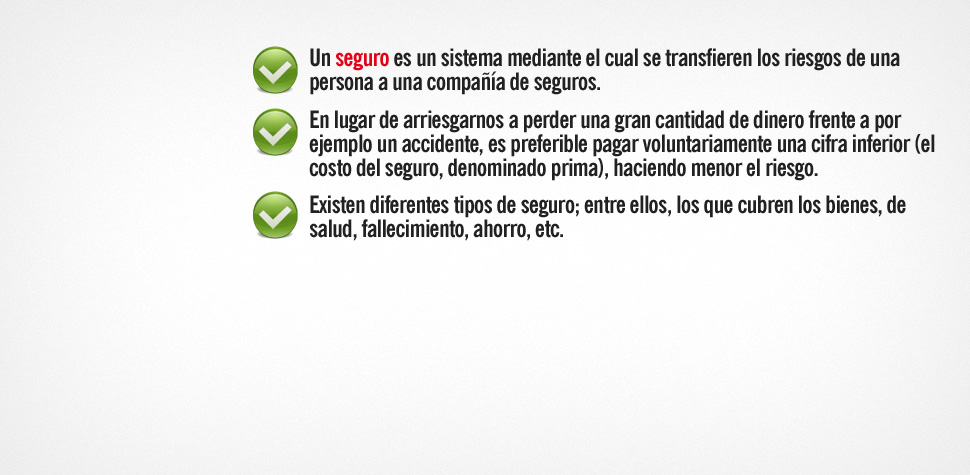 Un seguro es un sistema mediante el cual se transfieren los riesgos de una
persona a una compañía de seguros.
En lugar de arriesgarnos a perder una gran cantidad de dinero frente a por
ejemplo un accidente, es preferible pagar voluntariamente una cifra inferior (el
costo del seguro, denominado prima), haciendo menor el riesgo.
Existen diferentes tipos de seguro; entre ellos, los que cubren los bienes, de
salud, fallecimiento, ahorro, etc.